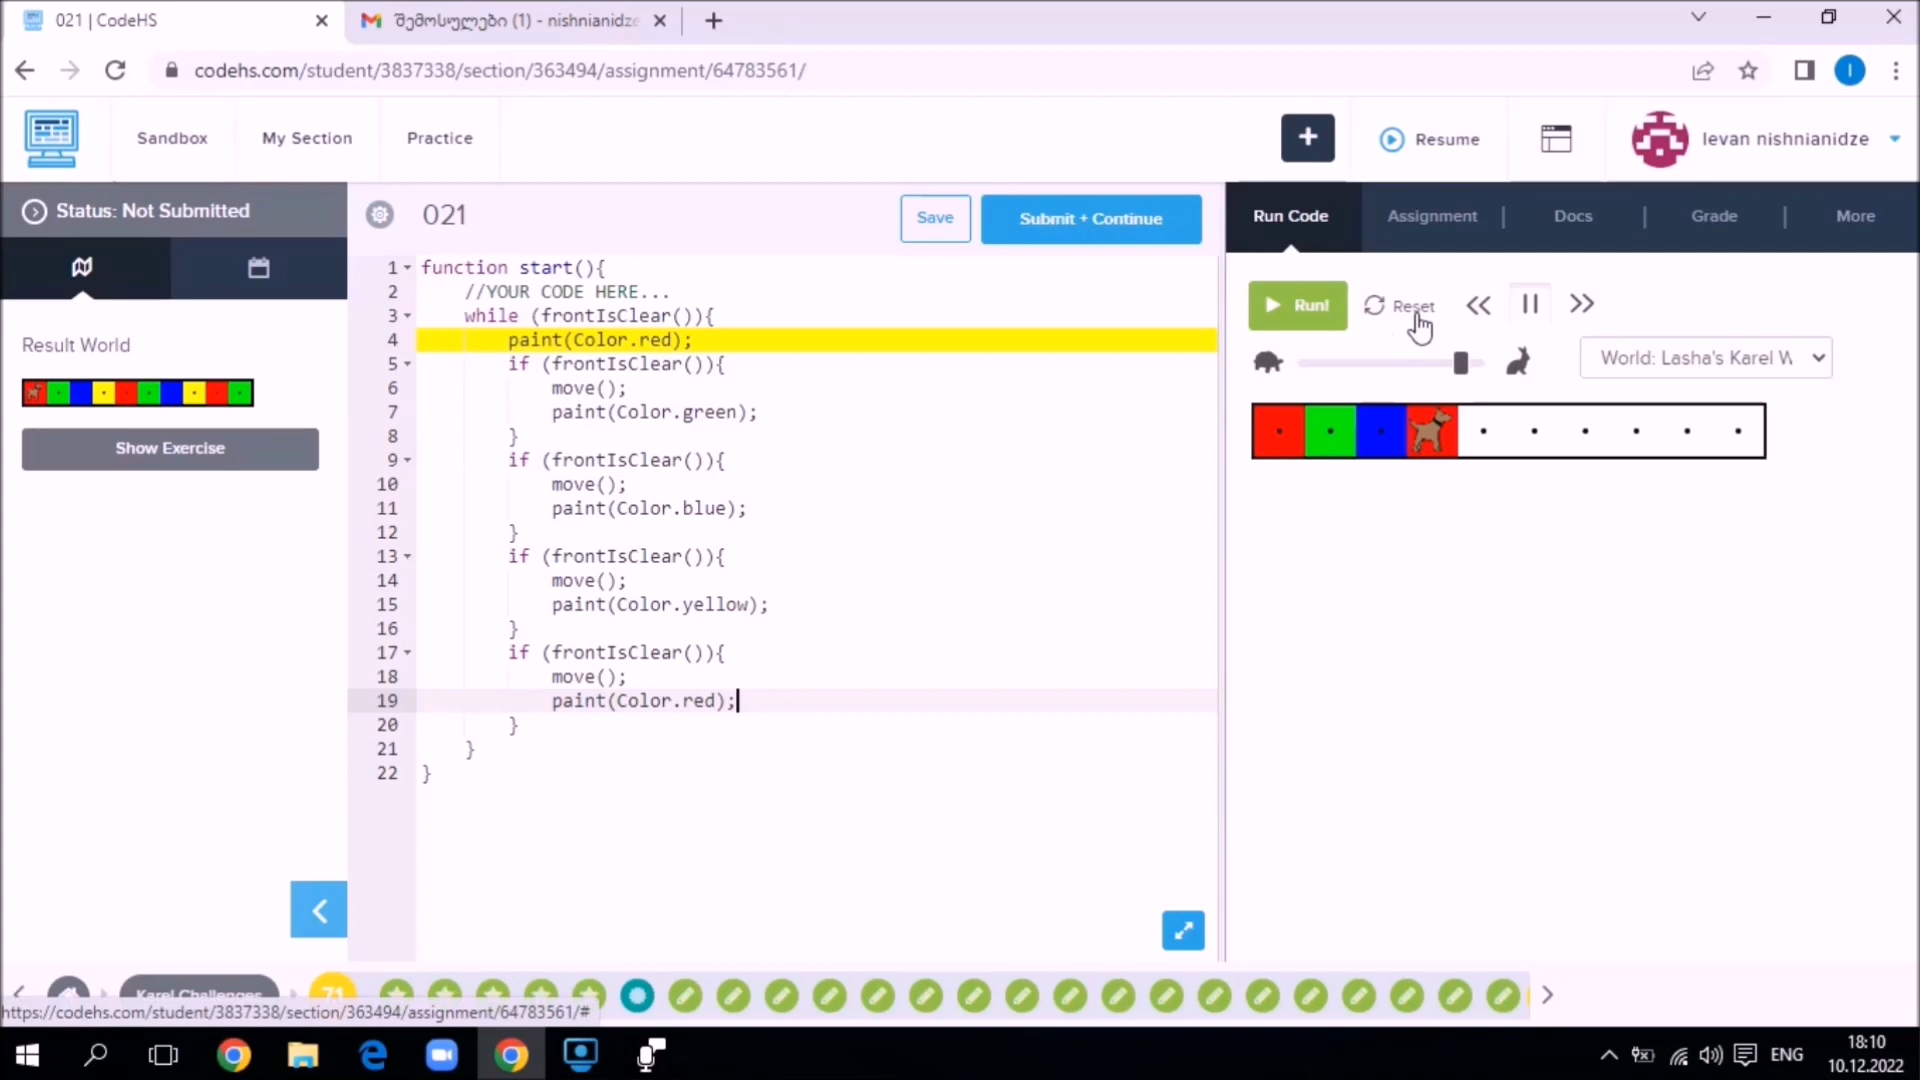 021 | CodeHS
შემოსულები (1) - nishnianidze
codehs.com/student/3837338/section/363494/assignment/64783561/
I
Sandbox
My Section
Practice
Resume
levan nishnianidze
Status: Not Submitted
021
Save
Submit + Continue
Run Code
Assignment
Docs
Grade
More
Result World
Show Exercise
1 function start(){
2 //YOUR CODE HERE...
3 while (frontIsClear()){
4 paint(Color.red);
5 if (frontIsClear()){
6 move();
7 paint(Color.green);
8 }
9 if (frontIsClear()){
10 move();
11 paint(Color.blue);
12 }
13 if (frontIsClear()){
14 move();
15 paint(Color.yellow);
16 }
17 if (frontIsClear()){
18 move();
19 paint(Color.red);
20 }
21 }
22 }
Run!
Reset
World: Lasha's Karel W
Karel Challenges
71
https://codehs.com/student/3837338/section/363494/assignment/64783561/#
ENG
18:10
10.12.2022